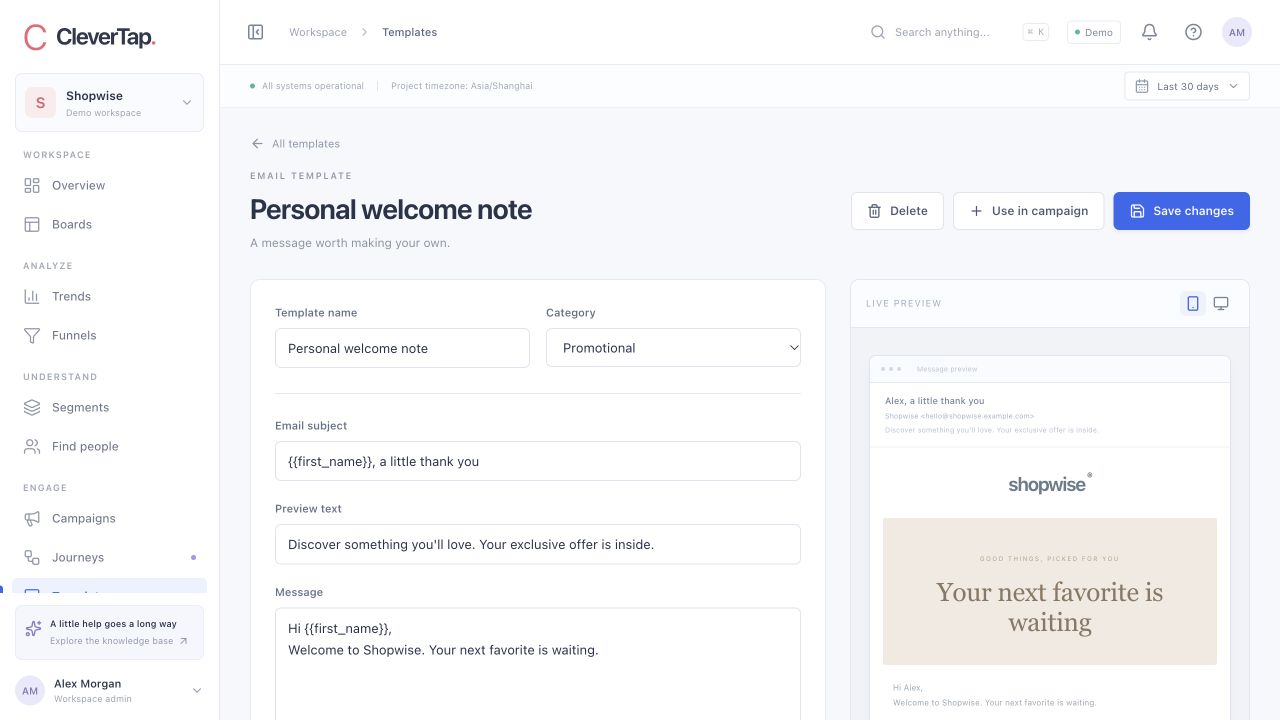 CleverTap.
S
Shopwise
Demo workspace
WORKSPACE
Overview
Boards
ANALYZE
Trends
Funnels
UNDERSTAND
Segments
Find people
ENGAGE
Campaigns
Journeys
A little help goes a long way
Explore the knowledge base
AM
Alex Morgan
Workspace admin
Workspace
Templates
Search anything...
⌘ K
Demo
AM
All systems operational
Project timezone: Asia/Shanghai
Last 30 days
All templates
EMAIL TEMPLATE
Personal welcome note
A message worth making your own.
Delete
Use in campaign
Save changes
Template name
Personal welcome note
Category
Promotional
Email subject
{{first_name}}, a little thank you
Preview text
Discover something you'll love. Your exclusive offer is inside.
Message
Hi {{first_name}},
Welcome to Shopwise. Your next favorite is waiting.
LIVE PREVIEW
Message preview
Alex, a little thank you
Shopwise <hello@shopwise.example.com>
Discover something you'll love. Your exclusive offer is inside.
shopwise
GOOD THINGS, PICKED FOR YOU
Your next favorite is
waiting
Hi Alex,
Welcome to Shopwise. Your next favorite is waiting.